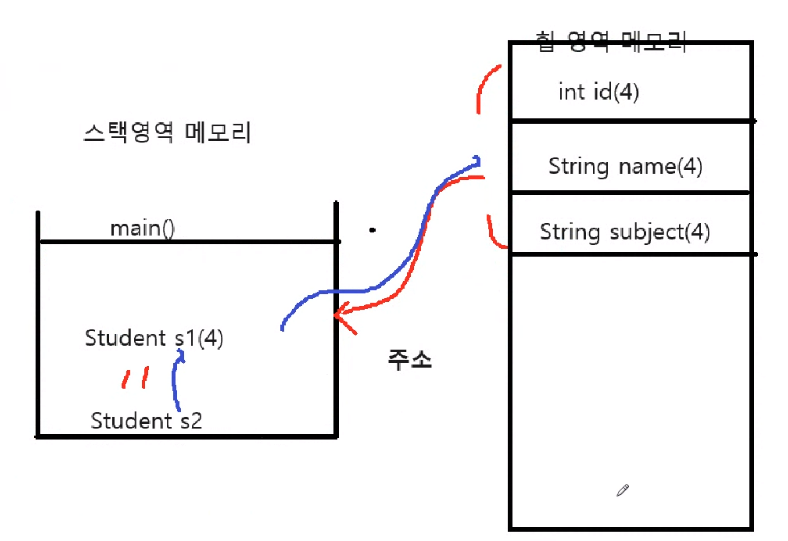 힙 영역 메모리
int id(4)
스택영역 메모리
String name(4)
main()
String subject(4)
Student s1(4)
주소
Student s2